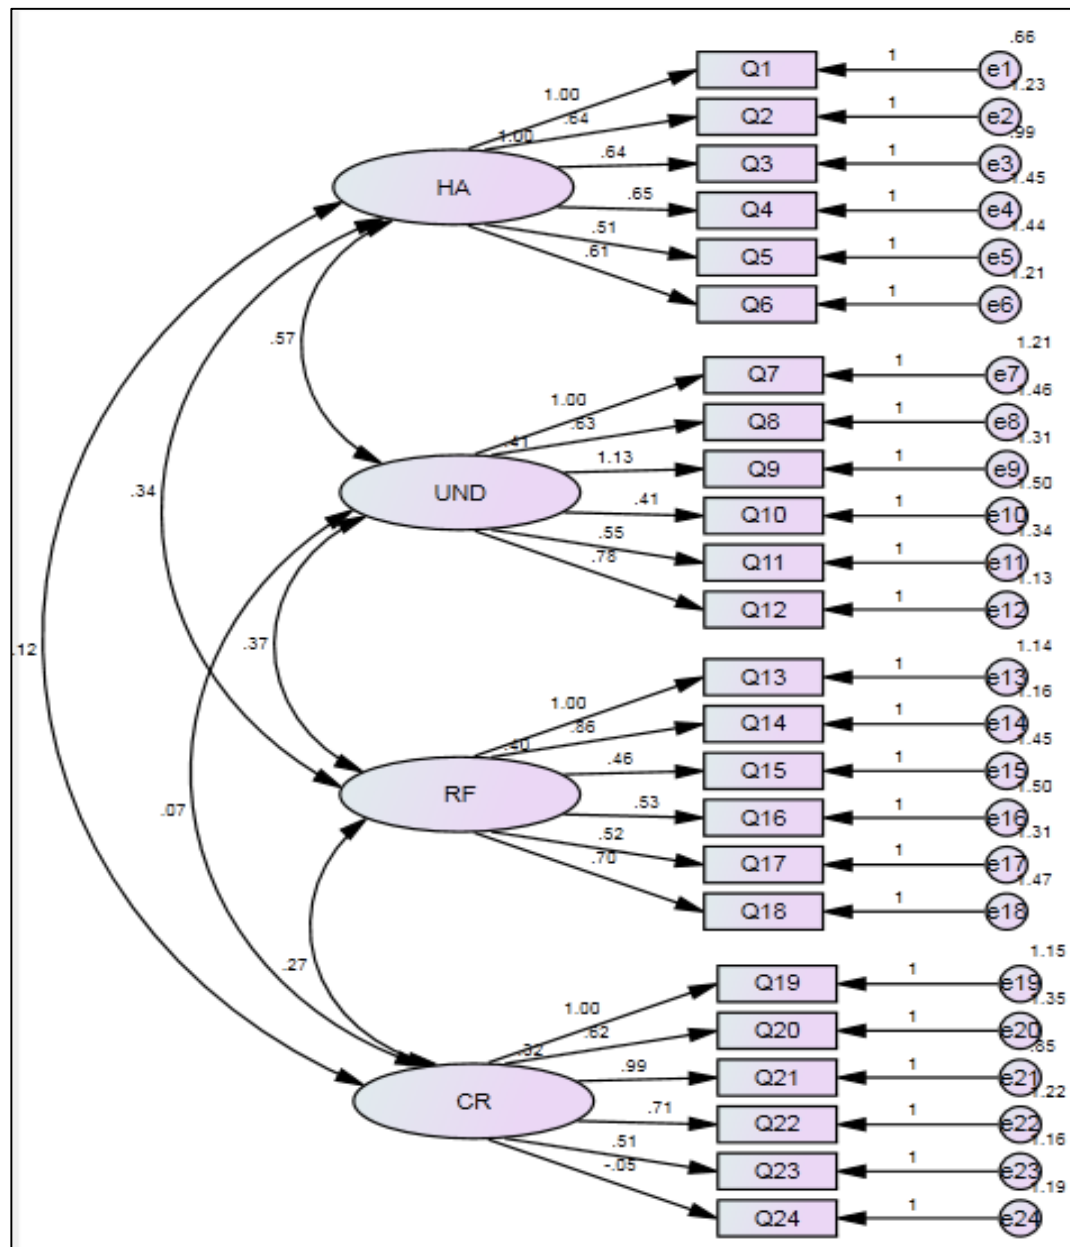 .66
1 Q1 e1
1.00 1.23
.64 1 Q2 e2
1.00 .99
HA .64 Q3 1 e3
1.45
.65 Q4 1 e4
1.44
.51 Q5 1 e5
1.21
.61 Q6 1 e6
.57
1.21
Q7 1 e7
1.00 1.46
.63 Q8 1 e8
.41 1.31
UND 1.13 Q9 1 e9
1.50
.34 .41 Q10 1 e10
1.34
.55 Q11 1 e11
1.13
.78 Q12 1 e12
.12 .37
1.14
Q13 1 e13
1.00 1.16
.86 Q14 1 e14
.40 1.45
RF .46 Q15 1 e15
1.50
.07 .53 Q16 1 e16
1.31
.52 Q17 1 e17
1.47
.70 Q18 1 e18
.27
1.15
Q19 1 e19
1.00 1.35
.62 Q20 1 e20
.32 .85
.99 Q21 1 e21
CR 1.22
.71 Q22 1 e22
1.16
.51 Q23 1 e23
1.19
-.05 Q24 1 e24